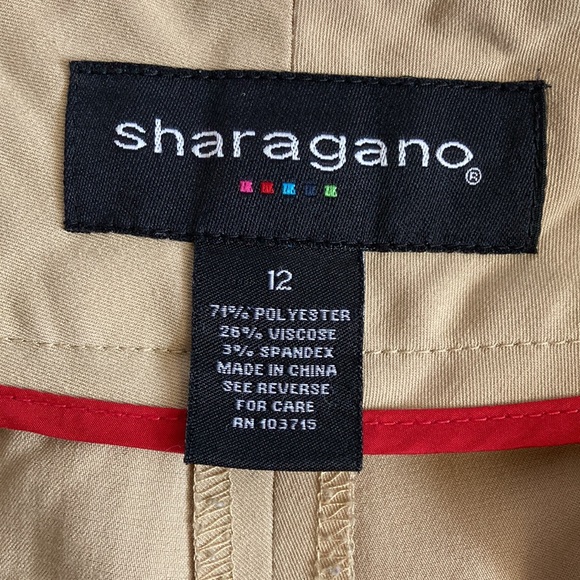 sharagano®
12
71% POLYESTER
26% VISCOSE
3% SPANDEX
MADE IN CHINA
SEE REVERSE
FOR CARE
RN 103715